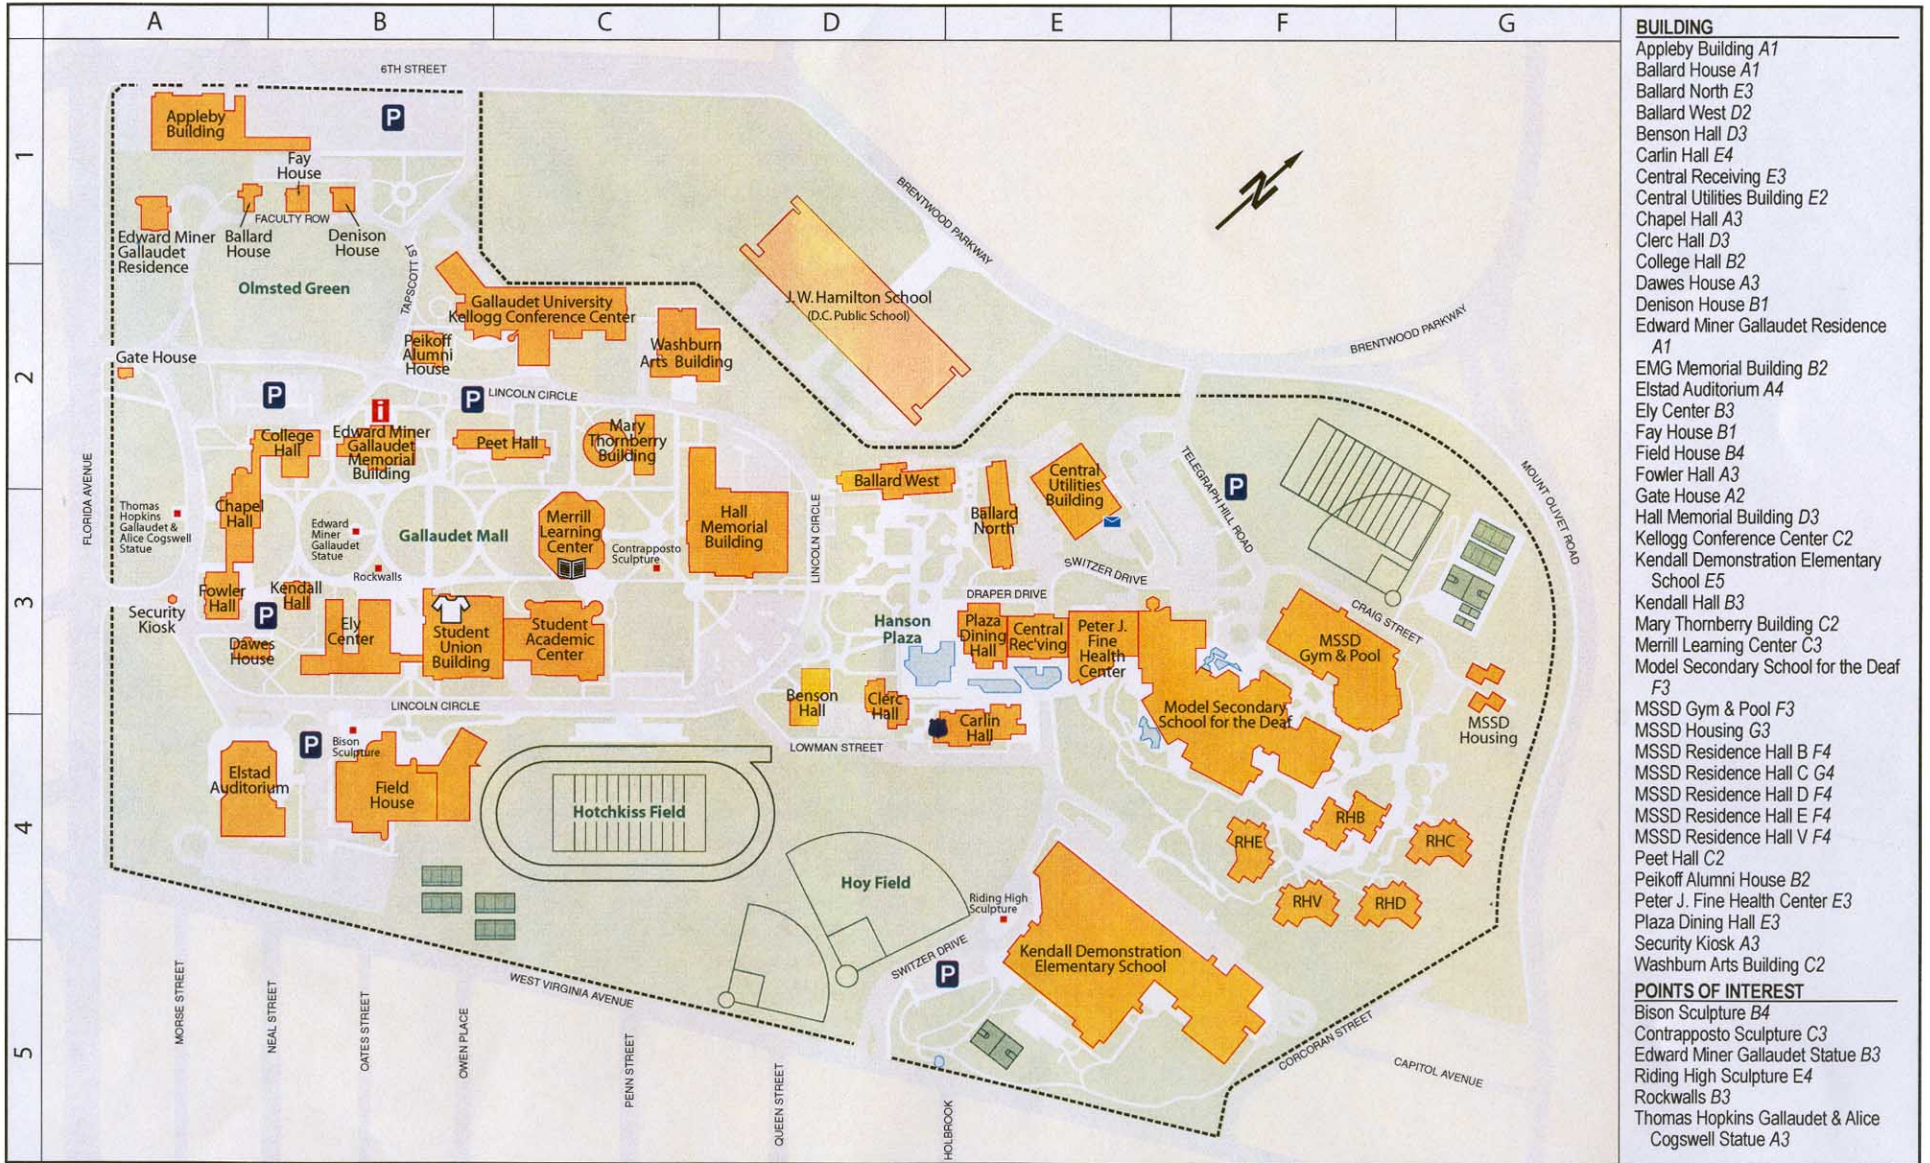 A B C D E F G
1
2
3
4
5
6TH STREET
Appleby
Building
P
Fay
House
FACULTY ROW
Edward Miner
Gallaudet
Residence
Ballard
House
Denison
House
TAPSCOTT ST
Olmsted Green
BRENTWOOD PARKWAY
N
J. W. Hamilton School
(D.C. Public School)
BRENTWOOD PARKWAY
Gallaudet University
Kellogg Conference Center
Peikoff
Alumni
House
Washburn
Arts Building
Gate House
P
i
P
LINCOLN CIRCLE
College
Hall
Edward Miner
Gallaudet
Memorial
Building
Peet Hall
Mary
Thornberry
Building
FLORIDA AVENUE
Thomas
Hopkins
Gallaudet &
Alice Cogswell
Statue
Chapel
Hall
Edward
Miner
Gallaudet
Statue
Gallaudet Mall
Rockwalls
Merrill
Learning
Center
Contrapposto
Sculpture
Hall
Memorial
Building
LINCOLN CIRCLE
Ballard West
Ballard
North
Central
Utilities
Building
P
TELEGRAPH HILL ROAD
MOUNT OLIVET ROAD
SWITZER DRIVE
DRAPER DRIVE
CRAIG STREET
Security
Kiosk
Fowler
Hall
Kendall
Hall
P
Dawes
House
Ely
Center
Student
Union
Building
Student
Academic
Center
Hanson
Plaza
Plaza
Dining
Hall
Central
Rec'ving
Peter J.
Fine
Health
Center
MSSD
Gym & Pool
LINCOLN CIRCLE
Benson
Hall
Clerc
Hall
Carlin
Hall
Model Secondary
School for the Deaf
MSSD
Housing
LOWMAN STREET
P
Bison
Sculpture
Elstad
Auditorium
Field
House
Hotchkiss Field
RHE
RHB
RHC
RHV
RHD
Hoy Field
Riding High
Sculpture
Kendall Demonstration
Elementary School
SWITZER DRIVE
P
WEST VIRGINIA AVENUE
MORSE STREET
NEAL STREET
OATES STREET
OWEN PLACE
PENN STREET
QUEEN STREET
HOLBROOK
CORCORAN STREET
CAPITOL AVENUE
BUILDING
Appleby Building A1
Ballard House A1
Ballard North E3
Ballard West D2
Benson Hall D3
Carlin Hall E4
Central Receiving E3
Central Utilities Building E2
Chapel Hall A3
Clerc Hall D3
College Hall B2
Dawes House A3
Denison House B1
Edward Miner Gallaudet Residence
A1
EMG Memorial Building B2
Elstad Auditorium A4
Ely Center B3
Fay House B1
Field House B4
Fowler Hall A3
Gate House A2
Hall Memorial Building D3
Kellogg Conference Center C2
Kendall Demonstration Elementary
School E5
Kendall Hall B3
Mary Thornberry Building C2
Merrill Learning Center C3
Model Secondary School for the Deaf
F3
MSSD Gym & Pool F3
MSSD Housing G3
MSSD Residence Hall B F4
MSSD Residence Hall C G4
MSSD Residence Hall D F4
MSSD Residence Hall E F4
MSSD Residence Hall V F4
Peet Hall C2
Peikoff Alumni House B2
Peter J. Fine Health Center E3
Plaza Dining Hall E3
Security Kiosk A3
Washburn Arts Building C2
POINTS OF INTEREST
Bison Sculpture B4
Contrapposto Sculpture C3
Edward Miner Gallaudet Statue B3
Riding High Sculpture E4
Rockwalls B3
Thomas Hopkins Gallaudet & Alice
Cogswell Statue A3